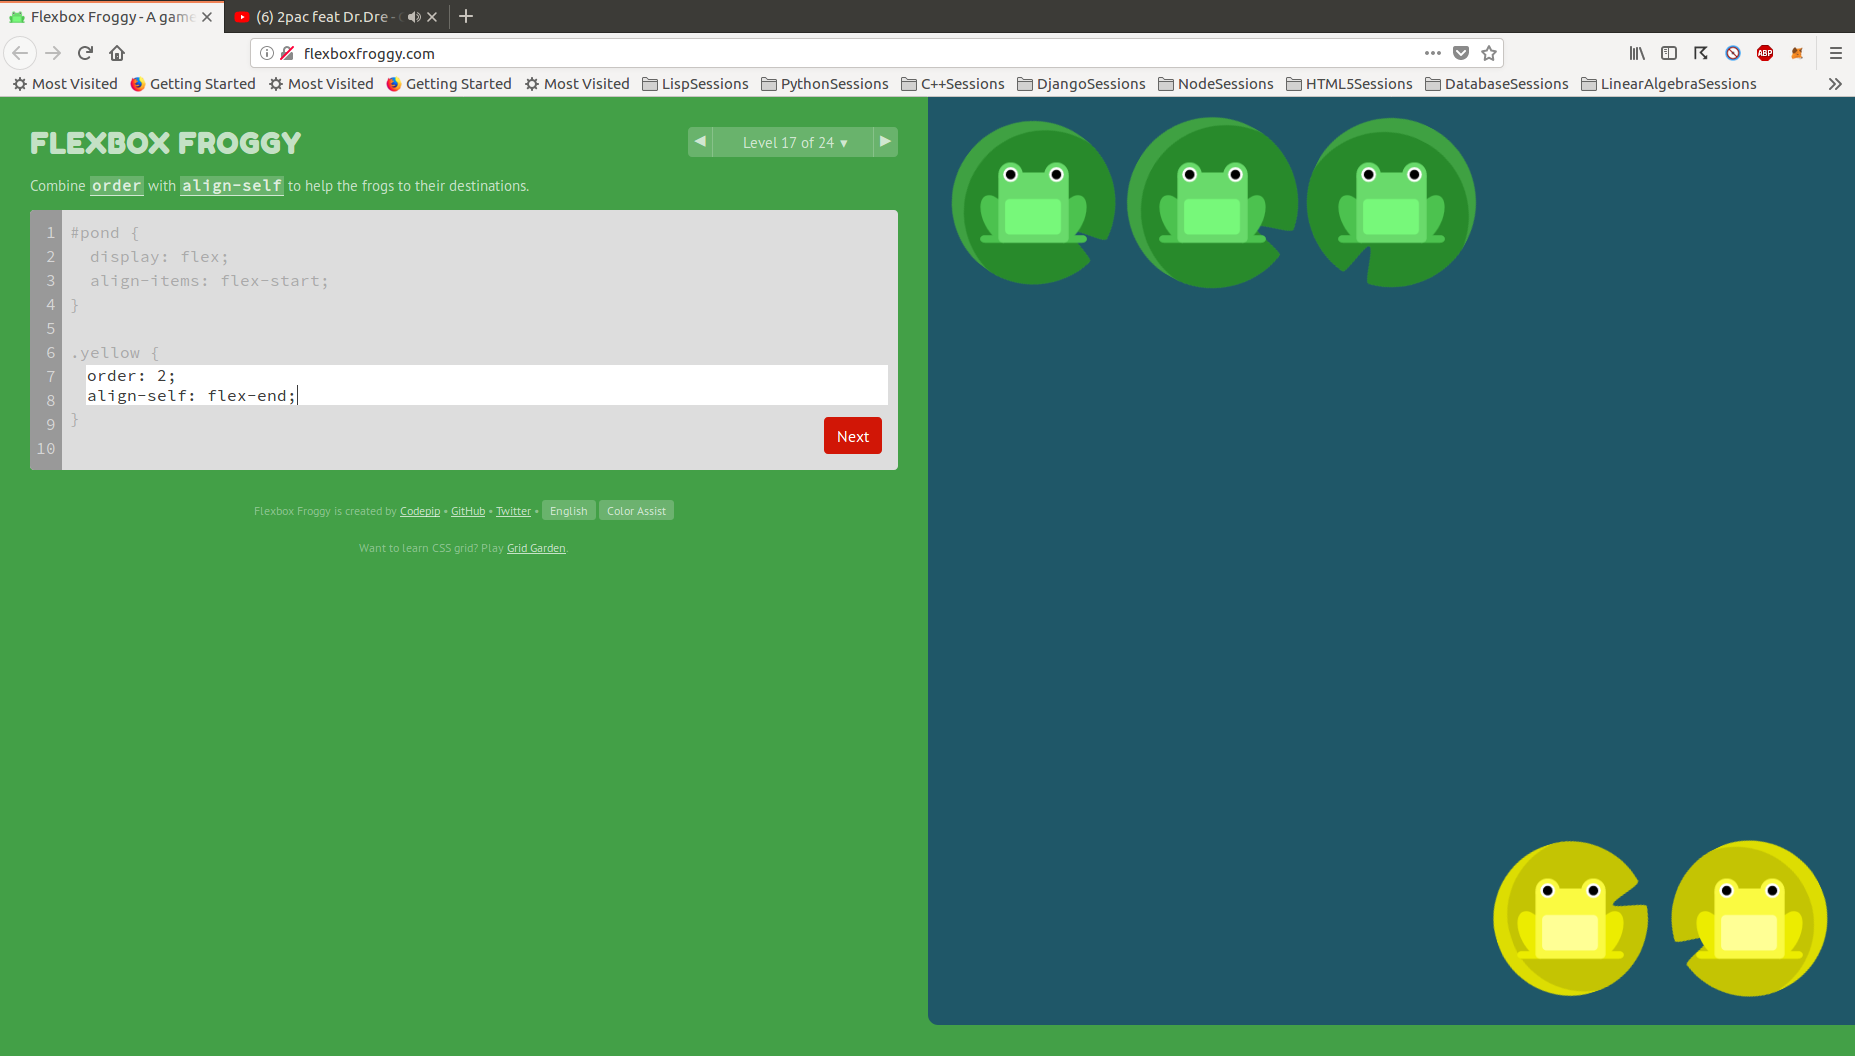 Flexbox Froggy - A game
(6) 2pac feat Dr.Dre -
flexboxfroggy.com
ABP
Most Visited Getting Started Most Visited Getting Started Most Visited LispSessions PythonSessions C++Sessions DjangoSessions NodeSessions HTML5Sessions DatabaseSessions LinearAlgebraSessions
FLEXBOX FROGGY
◀ Level 17 of 24 ▾ ▶
Combine order with align-self to help the frogs to their destinations.
1 #pond {
2 display: flex;
3 align-items: flex-start;
4 }
5
6 .yellow {
7 order: 2;
8 align-self: flex-end;
9 }
10
Next
Flexbox Froggy is created by Codepip • GitHub • Twitter • English Color Assist
Want to learn CSS grid? Play Grid Garden.